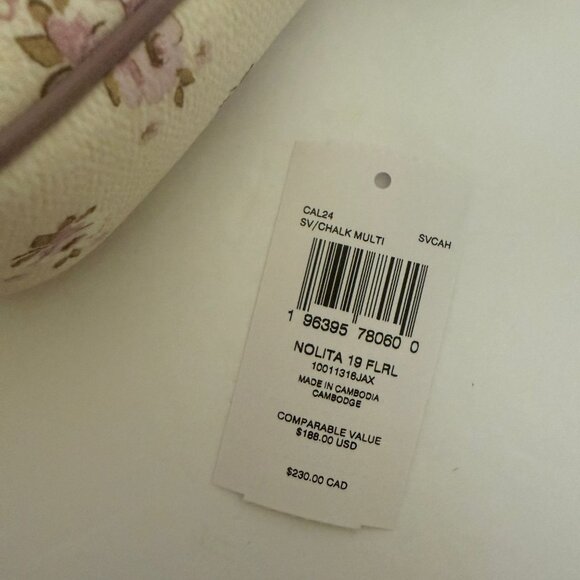 CAL24
SV/CHALK MULTI SVCAH
1 96395 78060 0
NOLITA 19 FLRL
10011318JAX
MADE IN CAMBODIA
CAMBODGE
COMPARABLE VALUE
$188.00 USD
$230.00 CAD